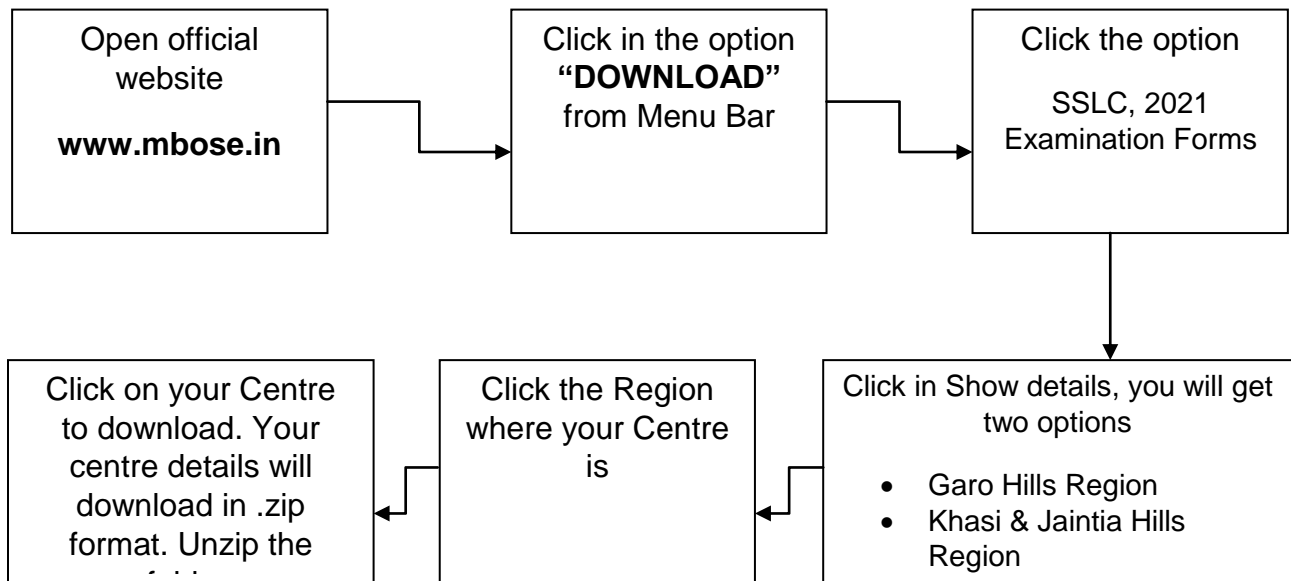 Open official
website
www.mbose.in
Click in the option
“DOWNLOAD”
from Menu Bar
Click the option
SSLC, 2021
Examination Forms
Click in Show details, you will get
two options
• Garo Hills Region
• Khasi & Jaintia Hills
Region
Click the Region
where your Centre
is
Click on your Centre
to download. Your
centre details will
download in .zip
format. Unzip the